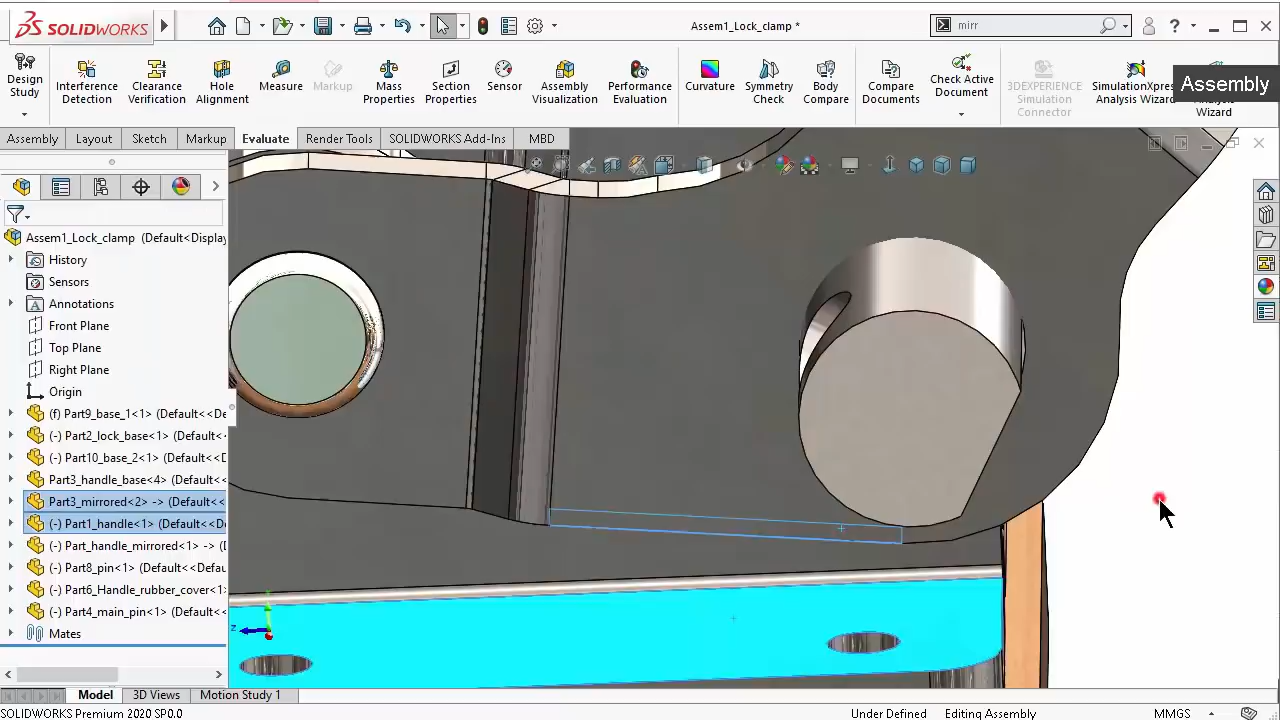 SOLIDWORKS
Assem1_Lock_clamp *
mirr
?
Design Study
Interference Detection
Clearance Verification
Hole Alignment
Measure
Markup
Mass Properties
Section Properties
Sensor
Assembly Visualization
Performance Evaluation
Curvature
Symmetry Check
Body Compare
Compare Documents
Check Active Document
3DEXPERIENCE Simulation Connector
SimulationXpres Analysis Wizard
Wizard
Assembly
Assembly Layout Sketch Markup Evaluate Render Tools SOLIDWORKS Add-Ins MBD
Assem1_Lock_clamp (Default<Display
History
Sensors
Annotations
Front Plane
Top Plane
Right Plane
Origin
(f) Part9_base_1<1> (Default<<De
(-) Part2_lock_base<1> (Default<
(-) Part10_base_2<1> (Default<<D
Part3_handle_base<4> (Default<<
Part3_mirrored<2> -> (Default<<
(-) Part1_handle<1> (Default<<D
(-) Part_handle_mirrored<1> -> (
(-) Part8_pin<1> (Default<<Defau
(-) Part6_Handle_rubber_cover<1>
(-) Part4_main_pin<1> (Default<<
Mates
z
Model 3D Views Motion Study 1
SOLIDWORKS Premium 2020 SP0.0 Under Defined Editing Assembly MMGS